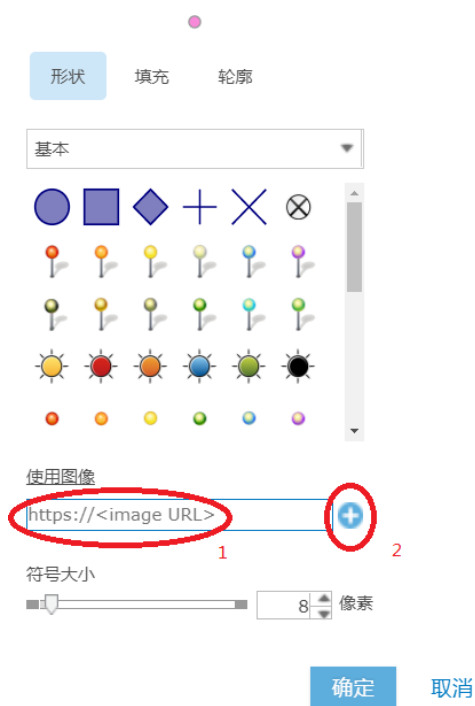 形状 填充 轮廓
基本
使用图像
https://<image URL>
1
2
符号大小
8 像素
确定 取消